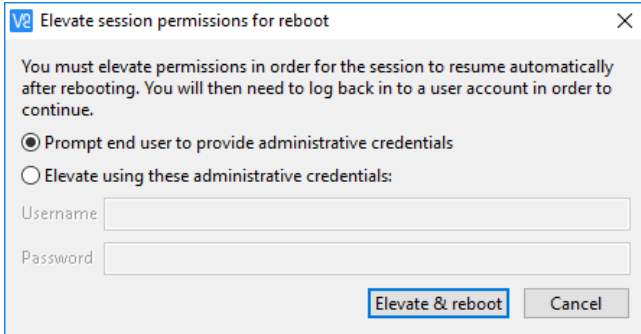 VC Elevate session permissions for reboot
You must elevate permissions in order for the session to resume automatically
after rebooting. You will then need to log back in to a user account in order to
continue.
Prompt end user to provide administrative credentials
Elevate using these administrative credentials:
Username
Password
Elevate & reboot Cancel